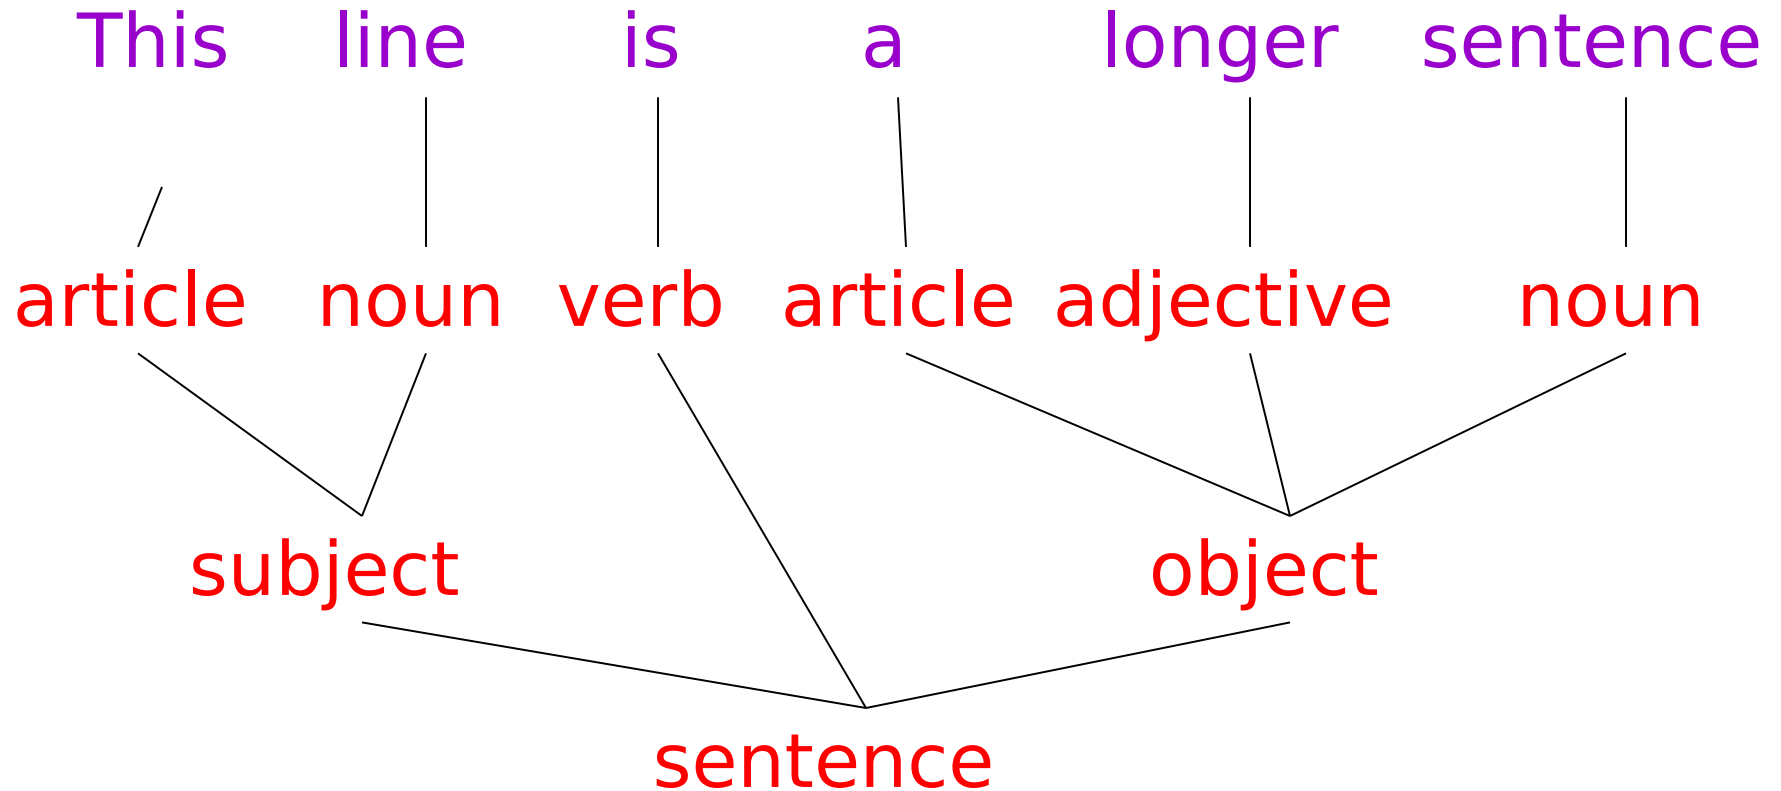 This line is a longer sentence
article noun verb article adjective noun
subject object
sentence